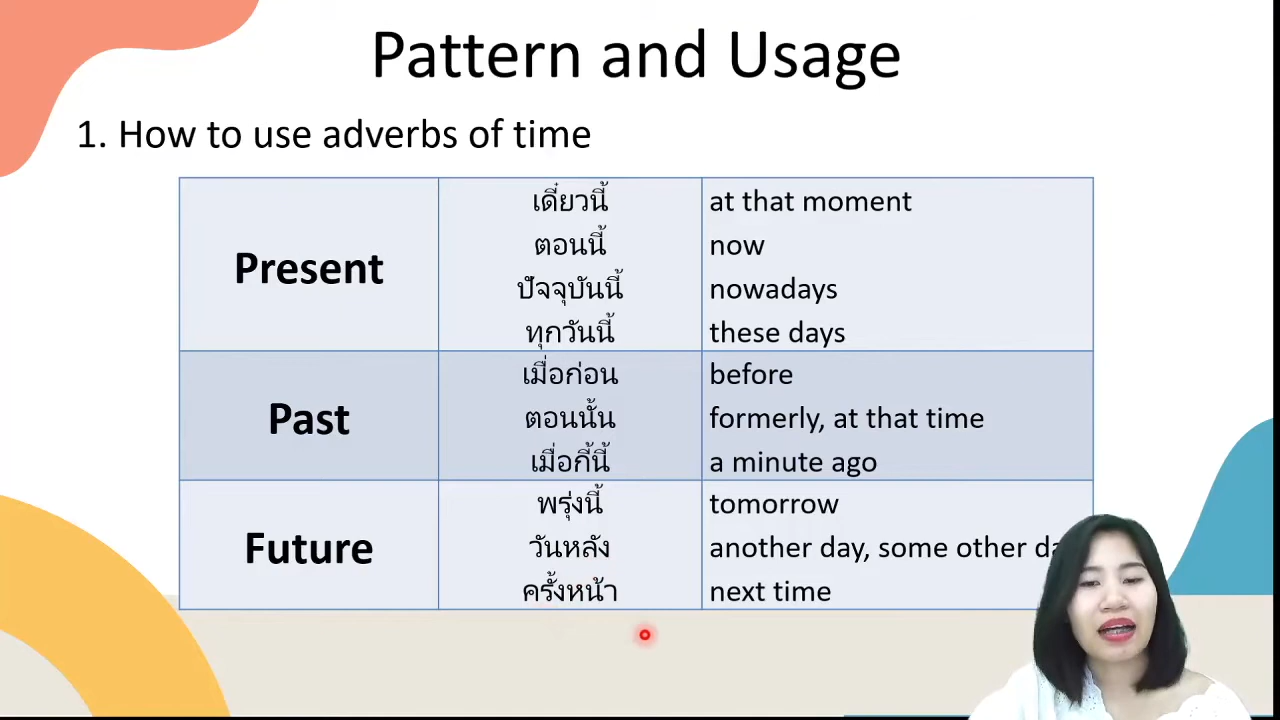 Pattern and Usage
1. How to use adverbs of time
Present
เดี๋ยวนี้ at that moment
ตอนนี้ now
ปัจจุบันนี้ nowadays
ทุกวันนี้ these days
Past
เมื่อก่อน before
ตอนนั้น formerly, at that time
เมื่อกี้นี้ a minute ago
Future
พรุ่งนี้ tomorrow
วันหลัง another day, some other
ครั้งหน้า next time